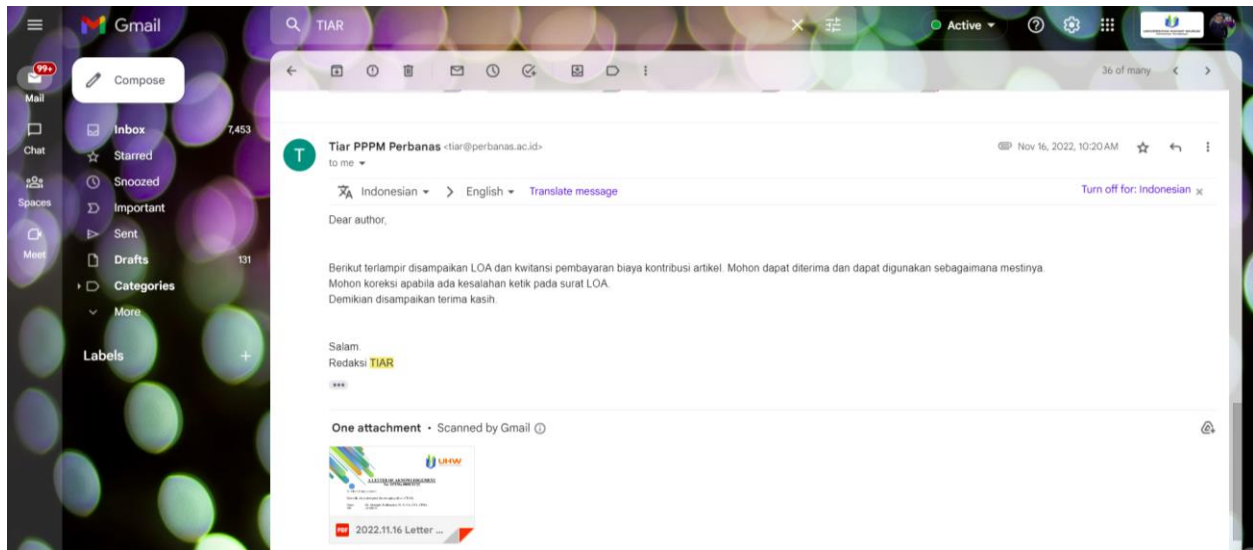 Gmail
TIAR
Active
99+
Mail
Compose
36 of many
Inbox 7,453
Chat
Starred
Snoozed
Spaces
Important
Sent
Meet
Drafts 131
Categories
More
Labels
T
Tiar PPPM Perbanas <tiar@perbanas.ac.id>
Nov 16, 2022, 10:20 AM
to me
Indonesian > English Translate message
Turn off for: Indonesian x
Dear author,
Berikut terlampir disampaikan LOA dan kwitansi pembayaran biaya kontribusi artikel. Mohon dapat diterima dan dapat digunakan sebagaimana mestinya.
Mohon koreksi apabila ada kesalahan ketik pada surat LOA.
Demikian disampaikan terima kasih.
Salam.
Redaksi TIAR
One attachment • Scanned by Gmail
UHW
PDF 2022.11.16 Letter ...